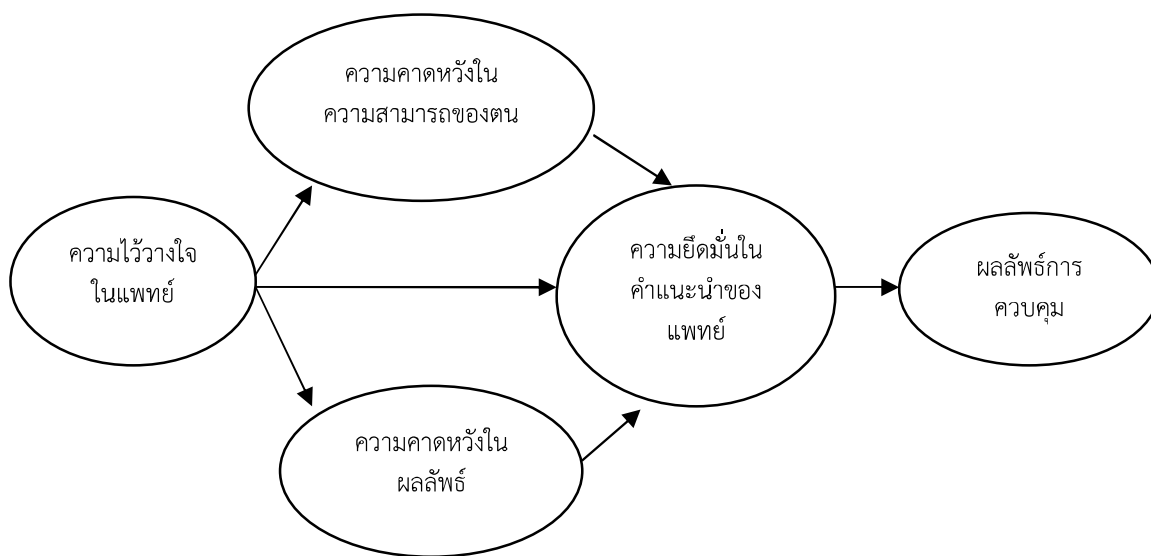 ความคาดหวังใน
ความสามารถของตน
ความไว้วางใจ
ในแพทย์
ความยึดมั่นใน
คำแนะนำของ
แพทย์
ผลลัพธ์การ
ควบคุม
ความคาดหวังใน
ผลลัพธ์